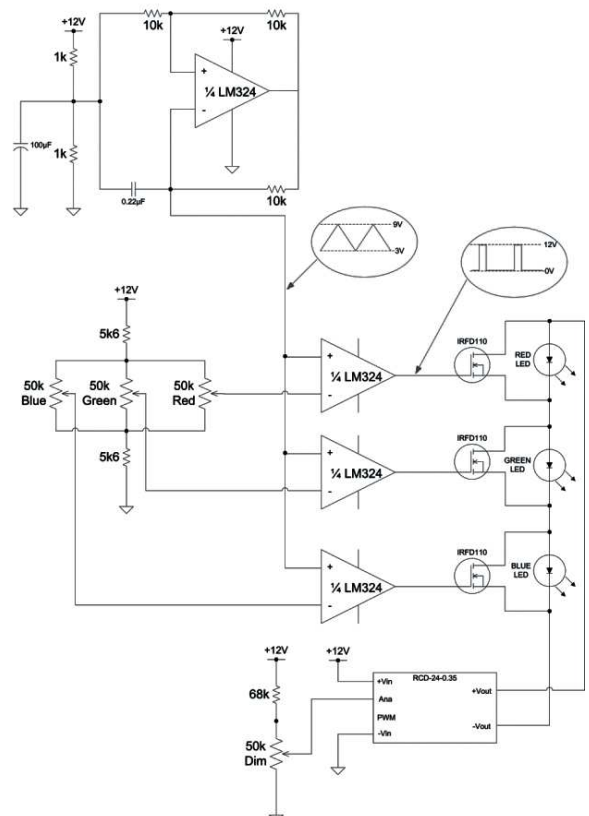 +12V
10k
10k
+12V
1k
¼ LM324
+
-
100µF
1k
0.22µF
10k
9V
3V
12V
0V
+12V
5k6
IRFD110
+
¼ LM324
-
RED
LED
50k
Blue
50k
Green
50k
Red
5k6
IRFD110
+
¼ LM324
-
GREEN
LED
IRFD110
+
¼ LM324
-
BLUE
LED
+12V
+12V
68k
50k
Dim
RCD-24-0.35
+Vin
Ana
PWM
-Vin
+Vout
-Vout